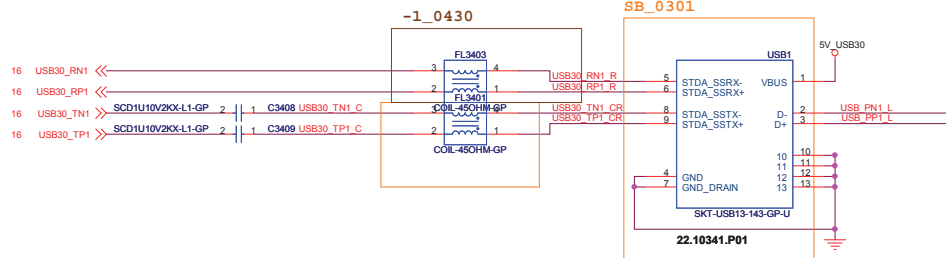 -1_0430
SB_0301
FL3403
USB1
5V_USB30
16 USB30_RN1 3 4 USB30_RN1_R 5 STDA_SSRX- VBUS 1
16 USB30_RP1 2 1 USB30_RP1_R 6 STDA_SSRX+
FL3401
COIL-45OHM-GP
16 USB30_TN1 SCD1U10V2KX-L1-GP 2 1 C3408 USB30_TN1_C 3 USB30_TN1_CR 8 STDA_SSTX- D- 2 USB_PN1_L
16 USB30_TP1 SCD1U10V2KX-L1-GP 2 1 C3409 USB30_TP1_C 2 1 USB30_TP1_CR 9 STDA_SSTX+ D+ 3 USB_PP1_L
COIL-45OHM-GP
10 10
11 11
4 GND 12 12
7 GND_DRAIN 13 13
SKT-USB13-143-GP-U
22.10341.P01